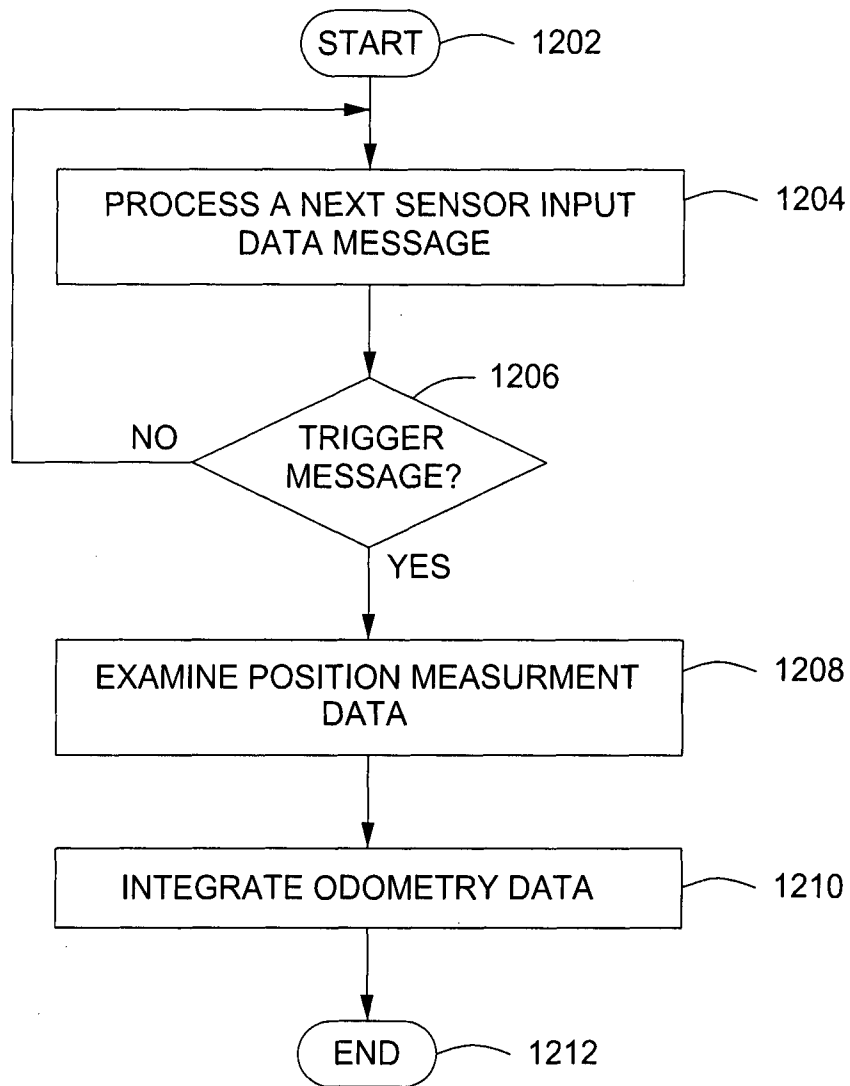 START
1202
PROCESS A NEXT SENSOR INPUT
DATA MESSAGE
1204
1206
TRIGGER
MESSAGE?
NO
YES
EXAMINE POSITION MEASURMENT
DATA
1208
INTEGRATE ODOMETRY DATA
1210
END
1212